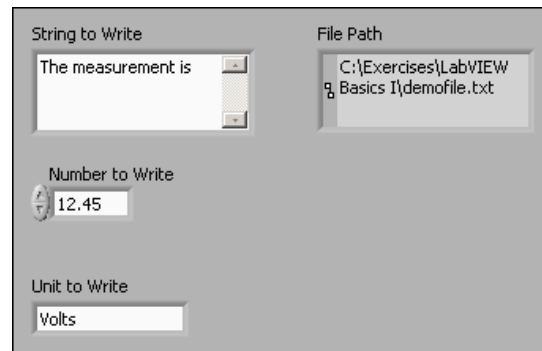 String to Write
The measurement is
File Path
C:\Exercises\LabVIEW
Basics I\demofile.txt
Number to Write
12.45
Unit to Write
Volts